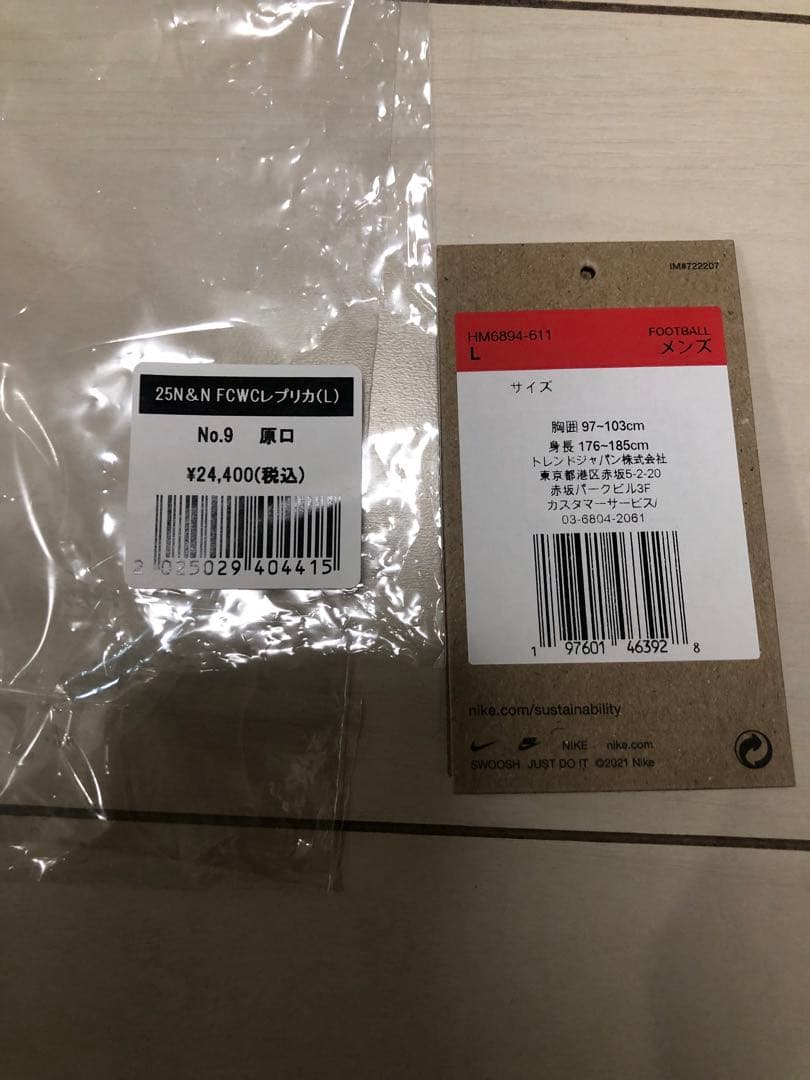 25N&N FCWCレプリカ(L)
No.9 原口
¥24,400(税込)
2 025029 404415
IM#722207
HM6894-611
L
FOOTBALL
メンズ
サイズ
胸囲 97~103cm
身長 176~185cm
トレンドジャパン株式会社
東京都港区赤坂5-2-20
赤坂パークビル3F
カスタマーサービス/
03-6804-2061
1 97601 46392 8
nike.com/sustainability
NIKE nike.com
SWOOSH JUST DO IT ©2021 Nike